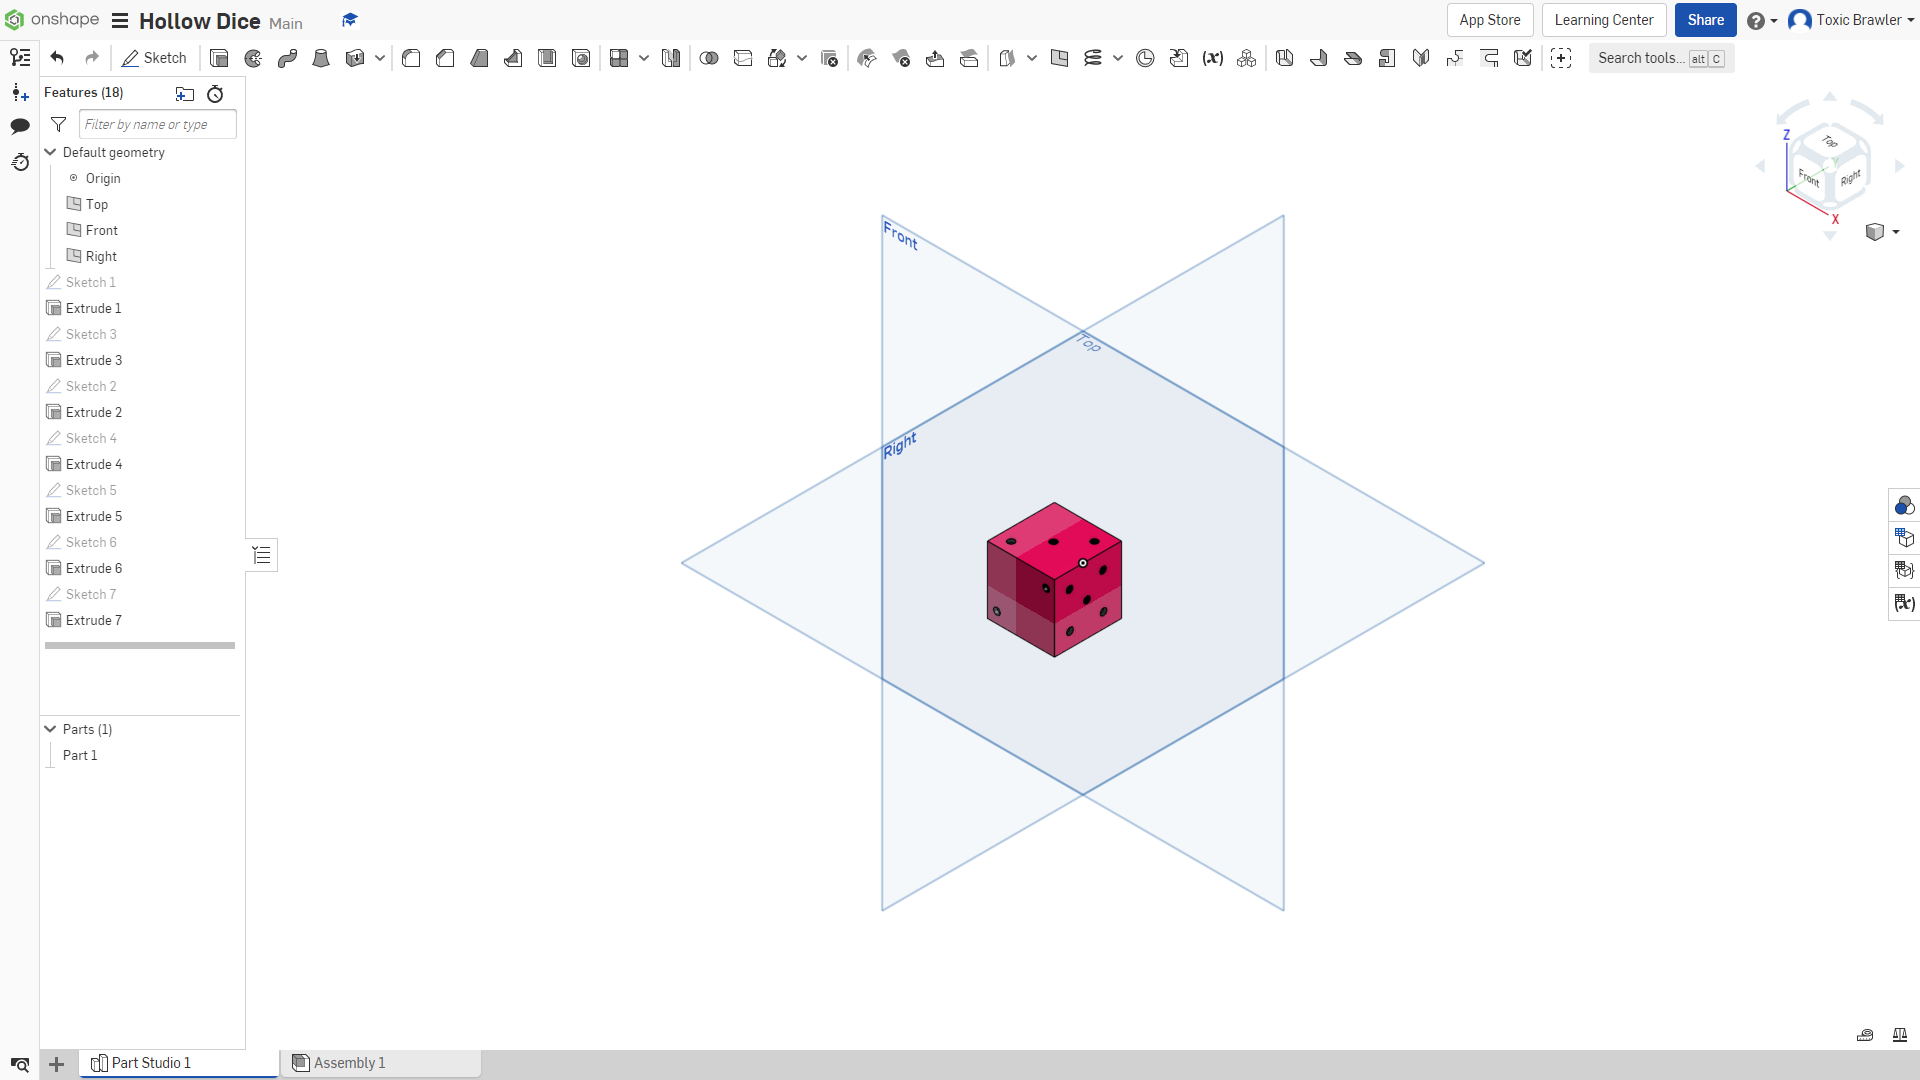 onshape Hollow Dice Main App Store Learning Center Share Toxic Brawler
Sketch Search tools... alt C
Features (18)
Filter by name or type
Default geometry
Origin
Top
Front
Right
Sketch 1
Extrude 1
Sketch 3
Extrude 3
Sketch 2
Extrude 2
Sketch 4
Extrude 4
Sketch 5
Extrude 5
Sketch 6
Extrude 6
Sketch 7
Extrude 7
Parts (1)
Part 1
Front
Top
Right
Z
Top
Y
Front
Right
X
Part Studio 1
Assembly 1